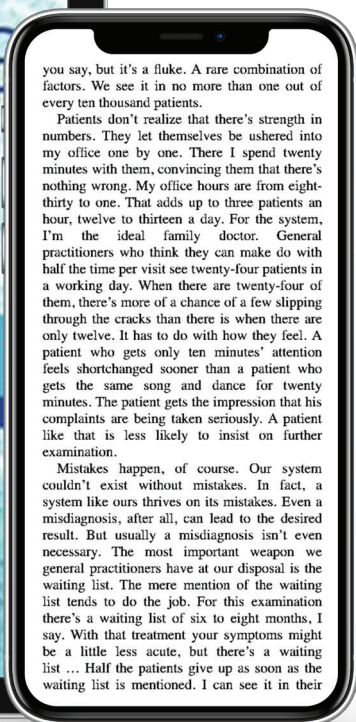 you say, but it's a fluke. A rare combination of
factors. We see it in no more than one out of
every ten thousand patients.
Patients don't realize that there's strength in
numbers. They let themselves be ushered into
my office one by one. There I spend twenty
minutes with them, convincing them that there's
nothing wrong. My office hours are from eight-
thirty to one. That adds up to three patients an
hour, twelve to thirteen a day. For the system,
I'm the ideal family doctor. General
practitioners who think they can make do with
half the time per visit see twenty-four patients in
a working day. When there are twenty-four of
them, there's more of a chance of a few slipping
through the cracks than there is when there are
only twelve. It has to do with how they feel. A
patient who gets only ten minutes' attention
feels shortchanged sooner than a patient who
gets the same song and dance for twenty
minutes. The patient gets the impression that his
complaints are being taken seriously. A patient
like that is less likely to insist on further
examination.
Mistakes happen, of course. Our system
couldn't exist without mistakes. In fact, a
system like ours thrives on its mistakes. Even a
misdiagnosis, after all, can lead to the desired
result. But usually a misdiagnosis isn't even
necessary. The most important weapon we
general practitioners have at our disposal is the
waiting list. The mere mention of the waiting
list tends to do the job. For this examination
there's a waiting list of six to eight months, I
say. With that treatment your symptoms might
be a little less acute, but there's a waiting
list … Half the patients give up as soon as the
waiting list is mentioned. I can see it in their